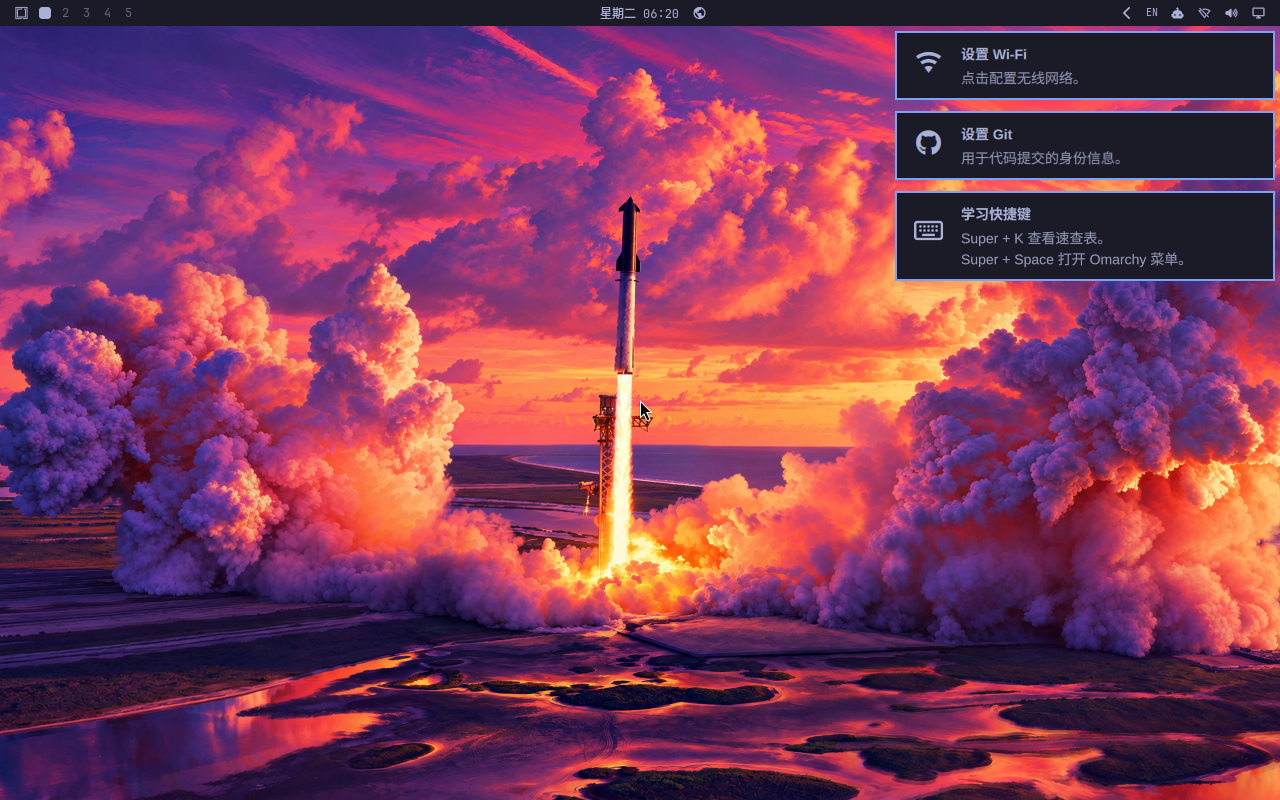 2 3 4 5
星期二 06:20
EN
设置 Wi-Fi
点击配置无线网络。
设置 Git
用于代码提交的身份信息。
学习快捷键
Super + K 查看速查表。
Super + Space 打开 Omarchy 菜单。